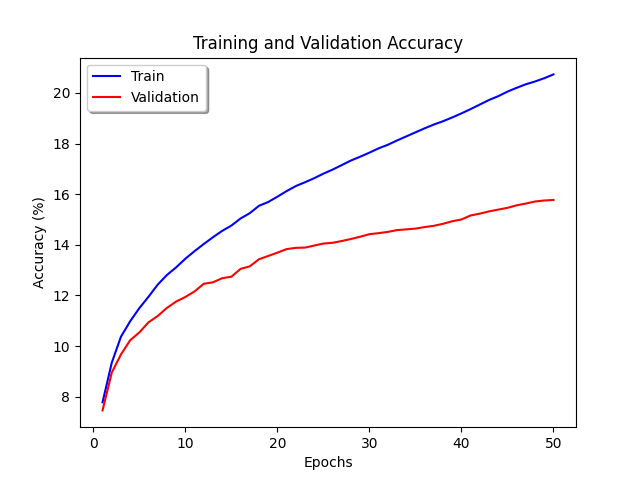 Training and Validation Accuracy
Train
Validation
Accuracy (%)
20
18
16
14
12
10
8
0 10 20 30 40 50
Epochs